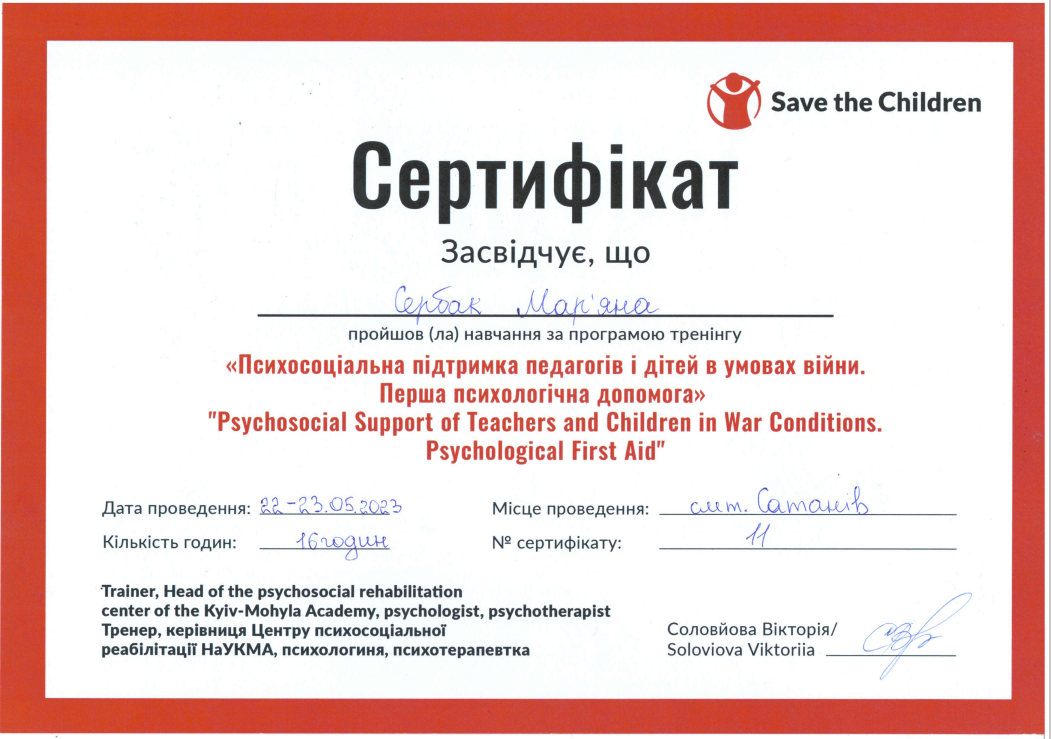 Save the Children
Сертифікат
Засвідчує, що
Сербак Мар'яна
пройшов (ла) навчання за програмою тренінгу
«Психосоціальна підтримка педагогів і дітей в умовах війни.
Перша психологічна допомога»
"Psychosocial Support of Teachers and Children in War Conditions.
Psychological First Aid"
Дата проведення: 22-23.05.2023 Місце проведення: смт. Сатанів
Кількість годин: 16 годин № сертифікату: 11
Trainer, Head of the psychosocial rehabilitation
center of the Kyiv-Mohyla Academy, psychologist, psychotherapist
Тренер, керівниця Центру психосоціальної
реабілітації НаУКМА, психологиня, психотерапевтка
Соловйова Вікторія/
Soloviova Viktoriia